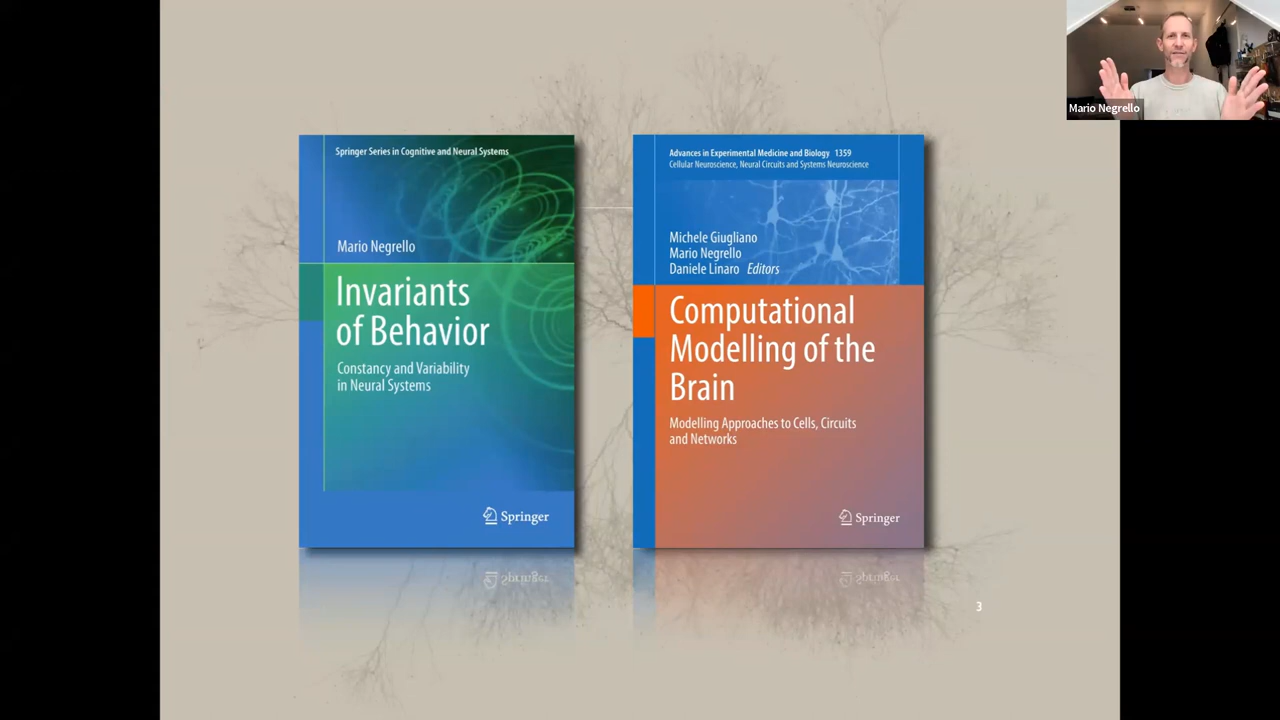 Mario Negrello
Springer Series in Cognitive and Neural Systems
Mario Negrello
Invariants
of Behavior
Constancy and Variability
in Neural Systems
Springer
Advances in Experimental Medicine and Biology 1359
Cellular Neuroscience, Neural Circuits and Systems Neuroscience
Michele Giugliano
Mario Negrello
Daniele Linaro Editors
Computational
Modelling of the
Brain
Modelling Approaches to Cells, Circuits
and Networks
Springer
3